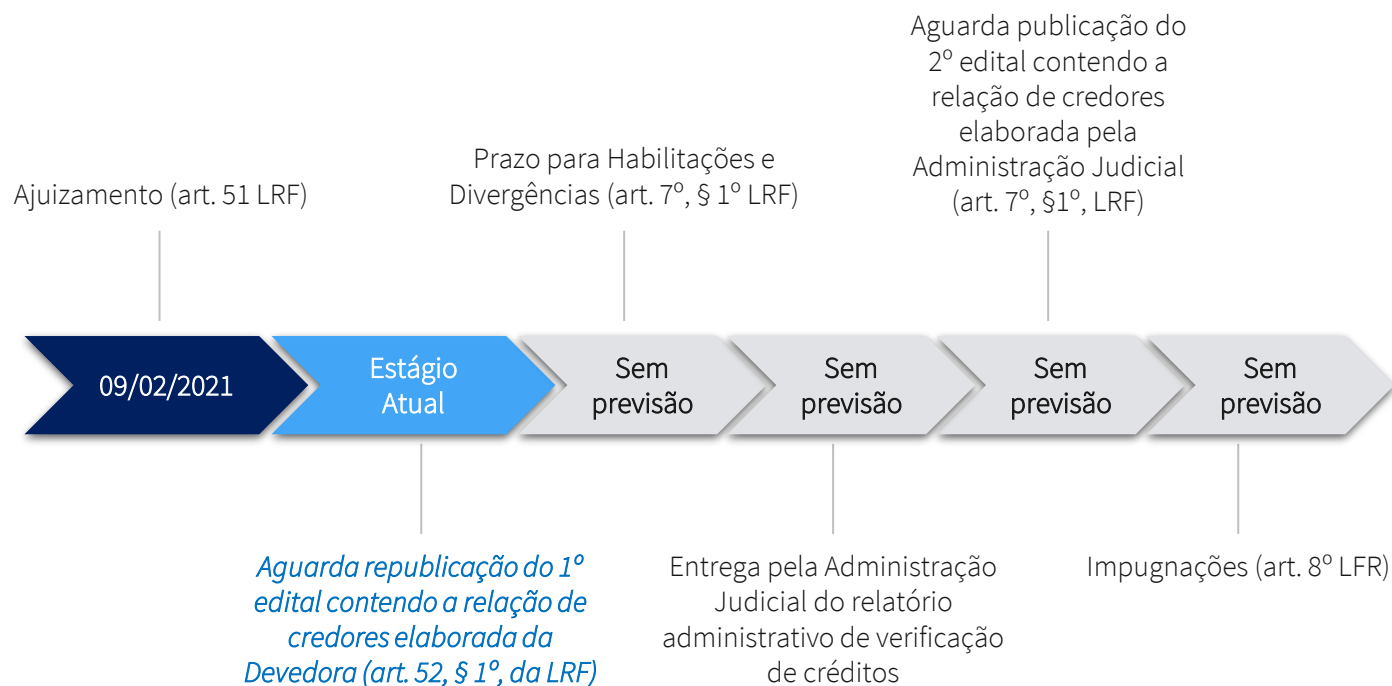 Aguarda publicação do
2º edital contendo a
relação de credores
elaborada pela
Administração Judicial
(art. 7º, §1º, LRF)
Prazo para Habilitações e
Divergências (art. 7º, § 1º LRF)
Ajuizamento (art. 51 LRF)
09/02/2021
Estágio
Atual
Sem
previsão
Sem
previsão
Sem
previsão
Sem
previsão
Aguarda republicação do 1º
edital contendo a relação de
credores elaborada da
Devedora (art. 52, § 1º, da LRF)
Entrega pela Administração
Judicial do relatório
administrativo de verificação
de créditos
Impugnações (art. 8º LFR)